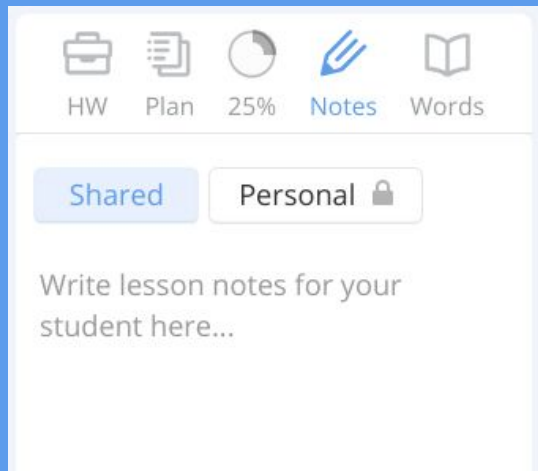 HW Plan 25% Notes Words
Shared Personal
Write lesson notes for your
student here...